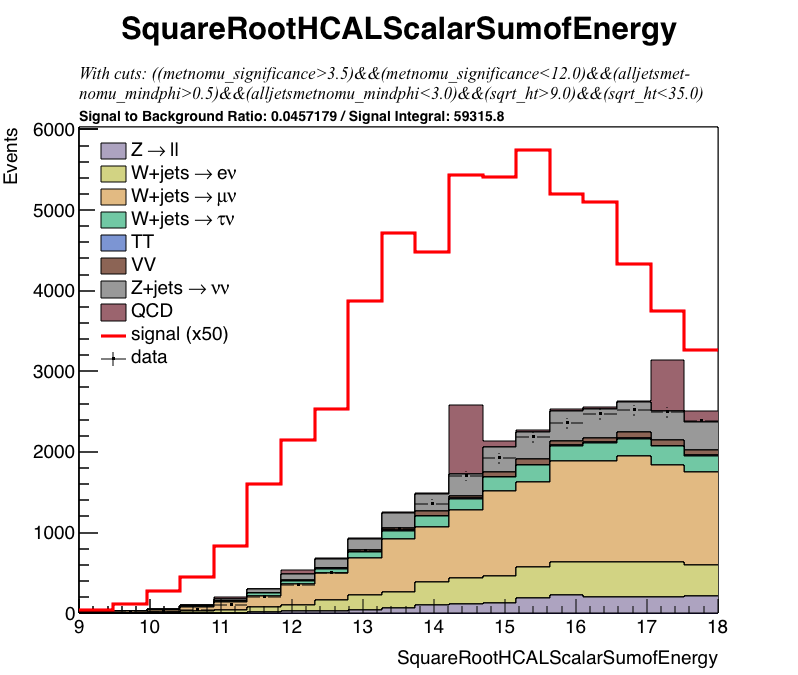 SquareRootHCALScalarSumofEnergy
With cuts: ((metnomu_significance>3.5)&&(metnomu_significance<12.0)&&(alljetsmet-
nomu_mindphi>0.5)&&(alljetsmetnomu_mindphi<3.0)&&(sqrt_ht>9.0)&&(sqrt_ht<35.0)
Signal to Background Ratio: 0.0457179 / Signal Integral: 59315.8
Events
6000
5000
4000
3000
2000
1000
0
Z → ll
W+jets → eν
W+jets → μν
W+jets → τν
TT
VV
Z+jets → νν
QCD
signal (x50)
data
9 10 11 12 13 14 15 16 17 18
SquareRootHCALScalarSumofEnergy